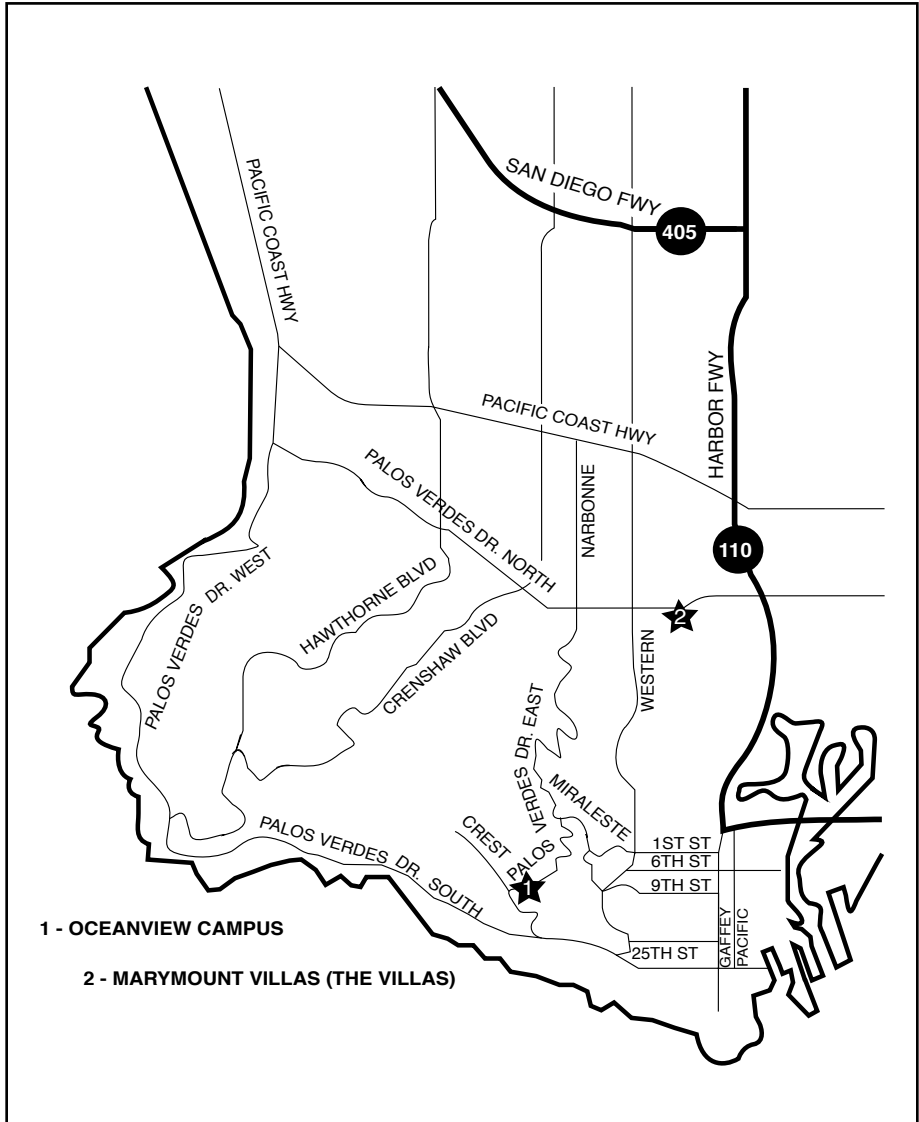 SAN DIEGO FWY
405
PACIFIC COAST HWY
HARBOR FWY
PACIFIC COAST HWY
PALOS VERDES DR. NORTH
NARBONNE
110
PALOS VERDES DR. WEST
HAWTHORNE BLVD
CRENSHAW BLVD
2
WESTERN
PALOS VERDES DR. EAST
MIRALESTE
PALOS VERDES DR. SOUTH
CREST
1
1ST ST
6TH ST
9TH ST
GAFFEY
PACIFIC
25TH ST
1 - OCEANVIEW CAMPUS
2 - MARYMOUNT VILLAS (THE VILLAS)